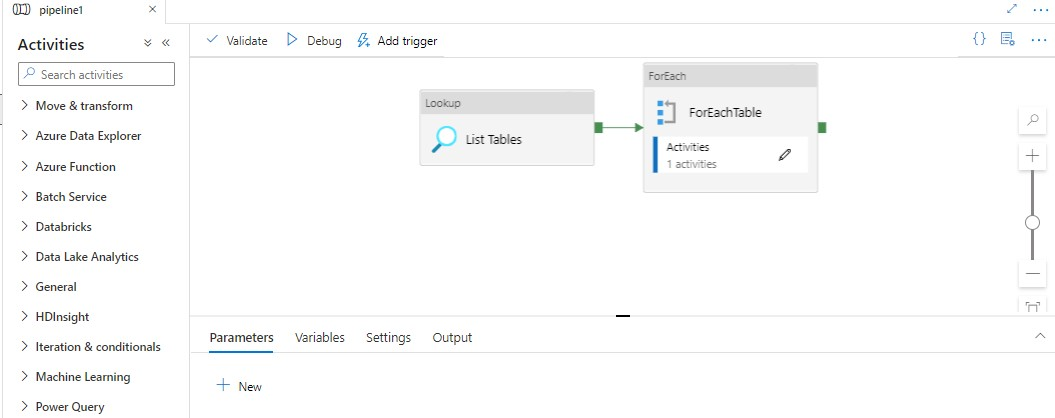 pipeline1
Activities
Search activities
Move & transform
Azure Data Explorer
Azure Function
Batch Service
Databricks
Data Lake Analytics
General
HDInsight
Iteration & conditionals
Machine Learning
Power Query
Validate
Debug
Add trigger
Lookup
List Tables
ForEach
ForEachTable
Activities
1 activities
Parameters
Variables
Settings
Output
New